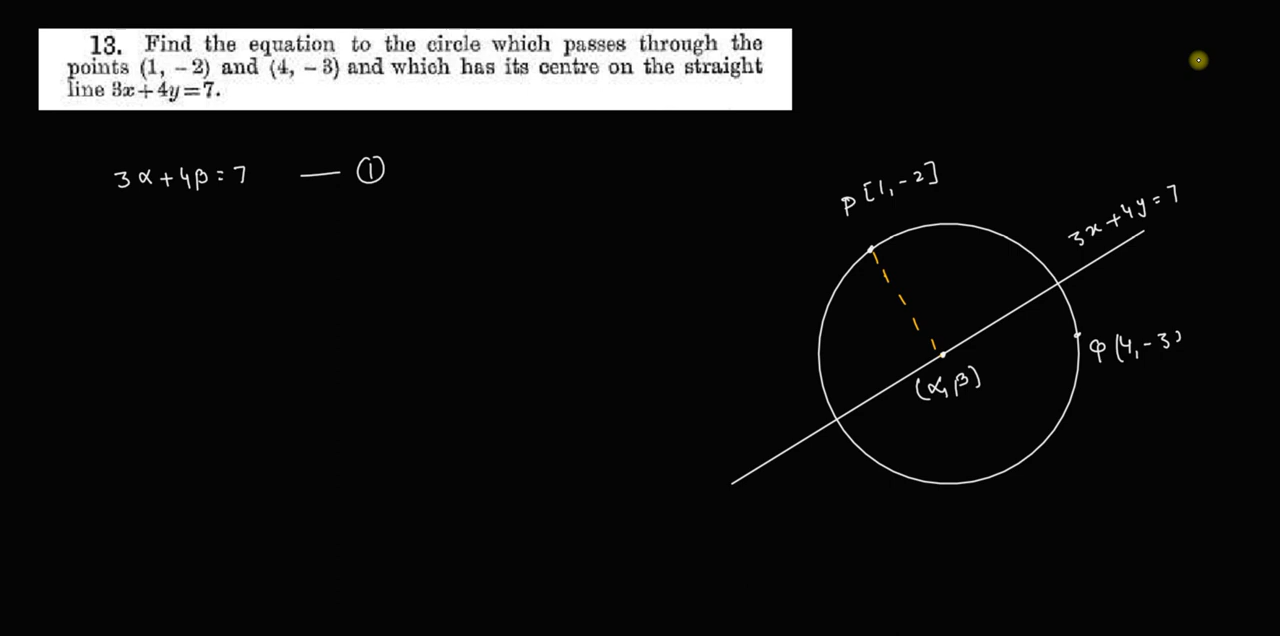 13. Find the equation to the circle which passes through the
points (1, – 2) and (4, – 3) and which has its centre on the straight
line 3x+4y=7.
3α+4β=7 — ①
P[1,-2]
3x+4y=7
φ(4,-3)
(α,β)